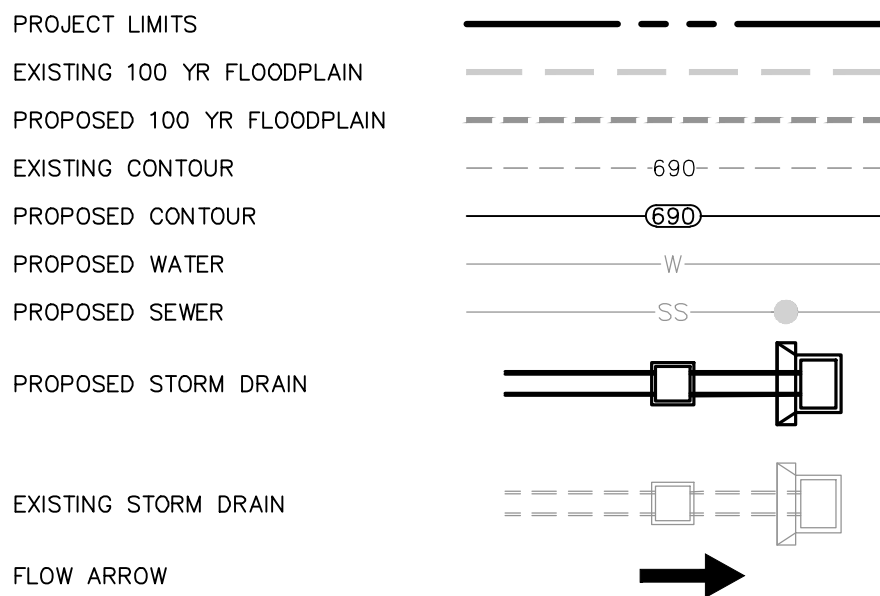 PROJECT LIMITS
EXISTING 100 YR FLOODPLAIN
PROPOSED 100 YR FLOODPLAIN
EXISTING CONTOUR 690
PROPOSED CONTOUR 690
PROPOSED WATER W
PROPOSED SEWER SS
PROPOSED STORM DRAIN
EXISTING STORM DRAIN
FLOW ARROW